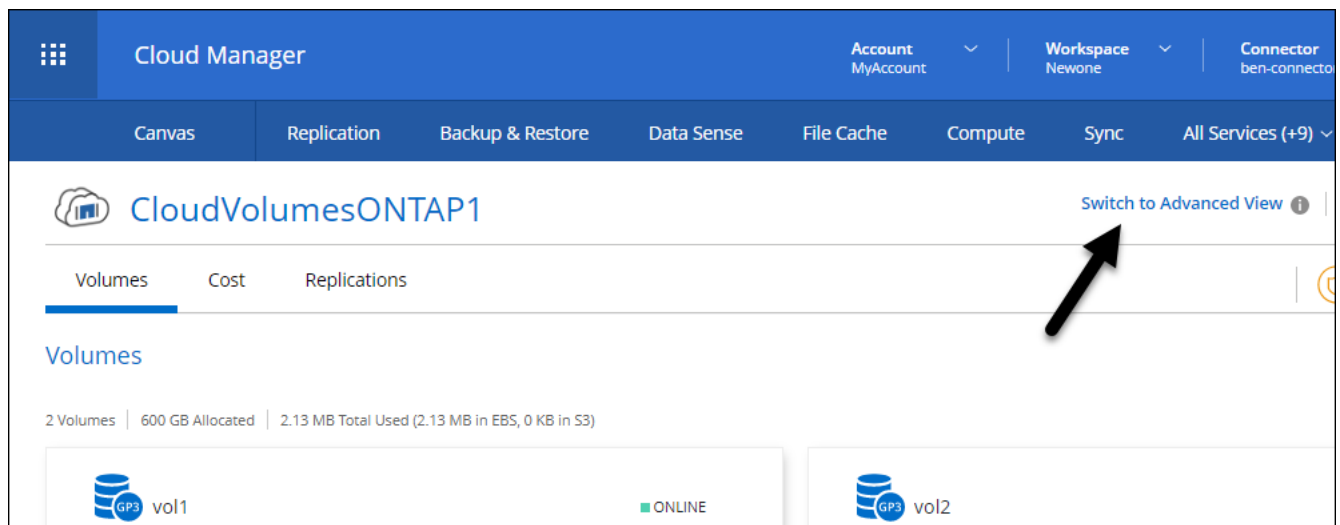 Cloud Manager
Account
MyAccount
Workspace
Newone
Connector
Canvas Replication Backup & Restore Data Sense File Cache Compute Sync All Services (+9)
CloudVolumesONTAP1
Switch to Advanced View
Volumes Cost Replications
Volumes
2 Volumes | 600 GB Allocated | 2.13 MB Total Used (2.13 MB in EBS, 0 KB in S3)
GP3 vol1 ONLINE
GP3 vol2